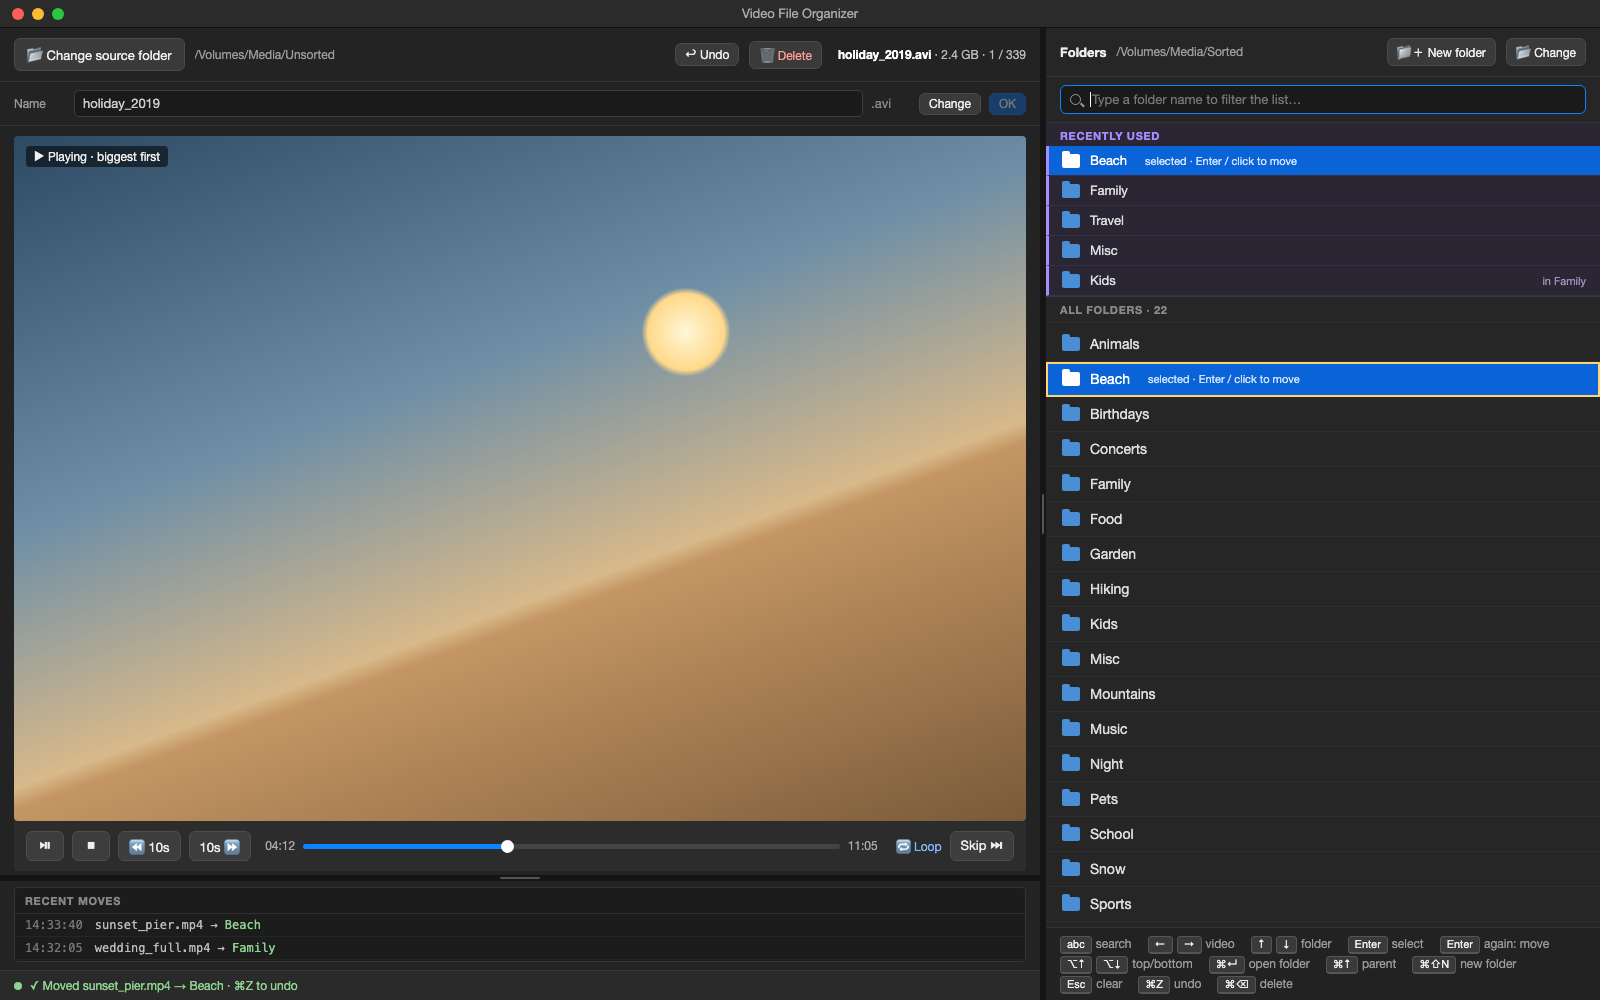 Video File Organizer
Change source folder /Volumes/Media/Unsorted ↩ Undo Delete holiday_2019.avi · 2.4 GB · 1 / 339
Name holiday_2019 .avi Change OK
▶ Playing · biggest first
⏯ ⏹ ⏪ 10s 10s ⏩ 04:12 11:05 🔁 Loop Skip ⏭
RECENT MOVES
14:33:40 sunset_pier.mp4 → Beach
14:32:05 wedding_full.mp4 → Family
✓ Moved sunset_pier.mp4 → Beach · ⌘Z to undo
Folders /Volumes/Media/Sorted + New folder Change
Type a folder name to filter the list…
RECENTLY USED
Beach selected · Enter / click to move
Family
Travel
Misc
Kids in Family
ALL FOLDERS · 22
Animals
Beach selected · Enter / click to move
Birthdays
Concerts
Family
Food
Garden
Hiking
Kids
Misc
Mountains
Music
Night
Pets
School
Snow
Sports
abc search ← → video ↑ ↓ folder Enter select Enter again: move
⌥↑ ⌥↓ top/bottom ⌘↵ open folder ⌘↑ parent ⌘⇧N new folder
Esc clear ⌘Z undo ⌘⌫ delete